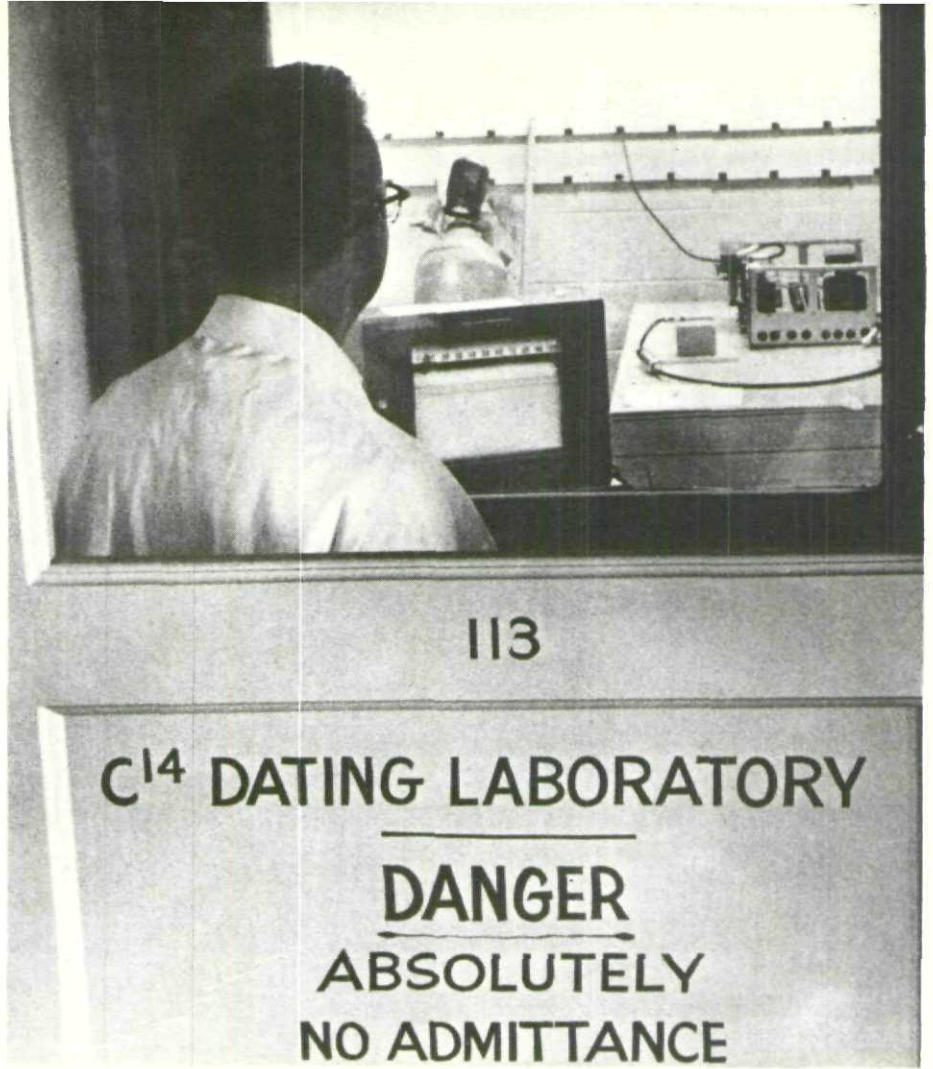 113
C¹⁴ DATING LABORATORY
DANGER
ABSOLUTELY
NO ADMITTANCE